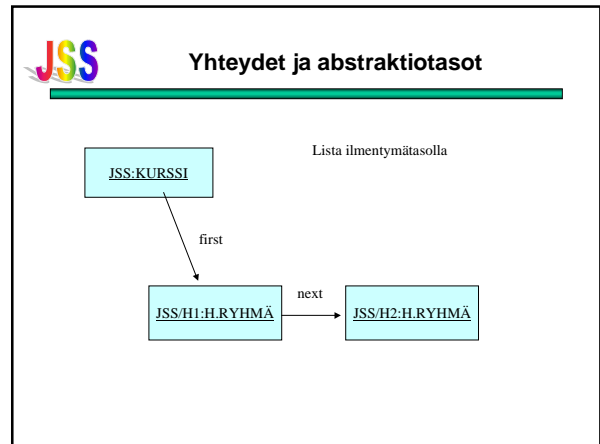 JSS
Yhteydet ja abstraktiotasot
Lista ilmentymätasolla
JSS:KURSSI
first
next
JSS/H1:H.RYHMÄ
JSS/H2:H.RYHMÄ